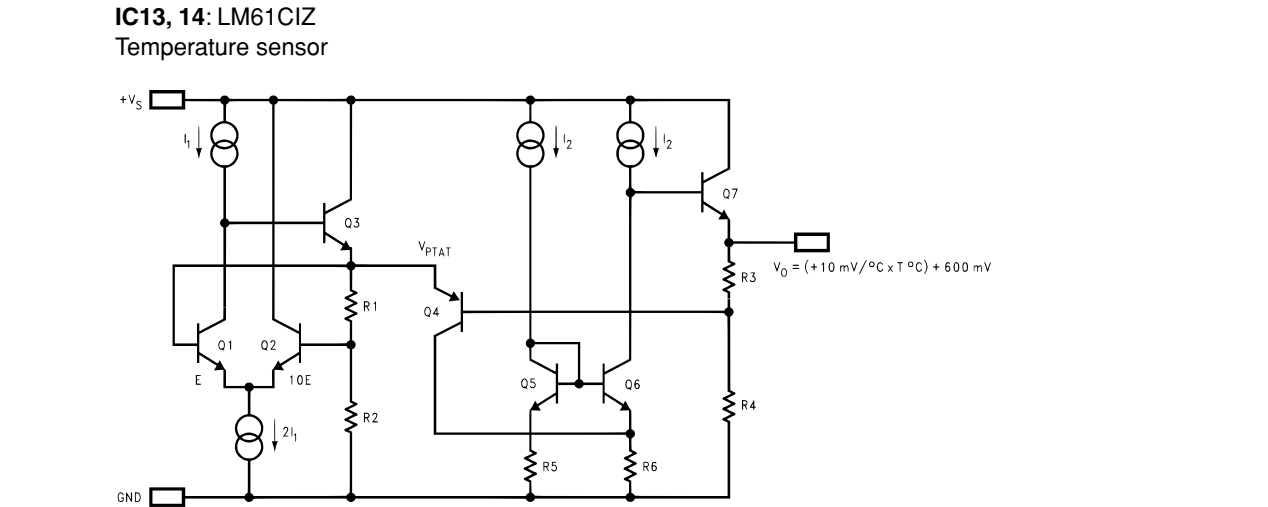 IC13, 14: LM61CIZ
Temperature sensor
+VS
I1
I2
I2
Q7
Q3
VPTAT
VO = (+10 mV/°C x T °C) + 600 mV
R3
R1
Q4
Q1
Q2
E
10E
Q5
Q6
R4
R2
2I1
R5
R6
GND